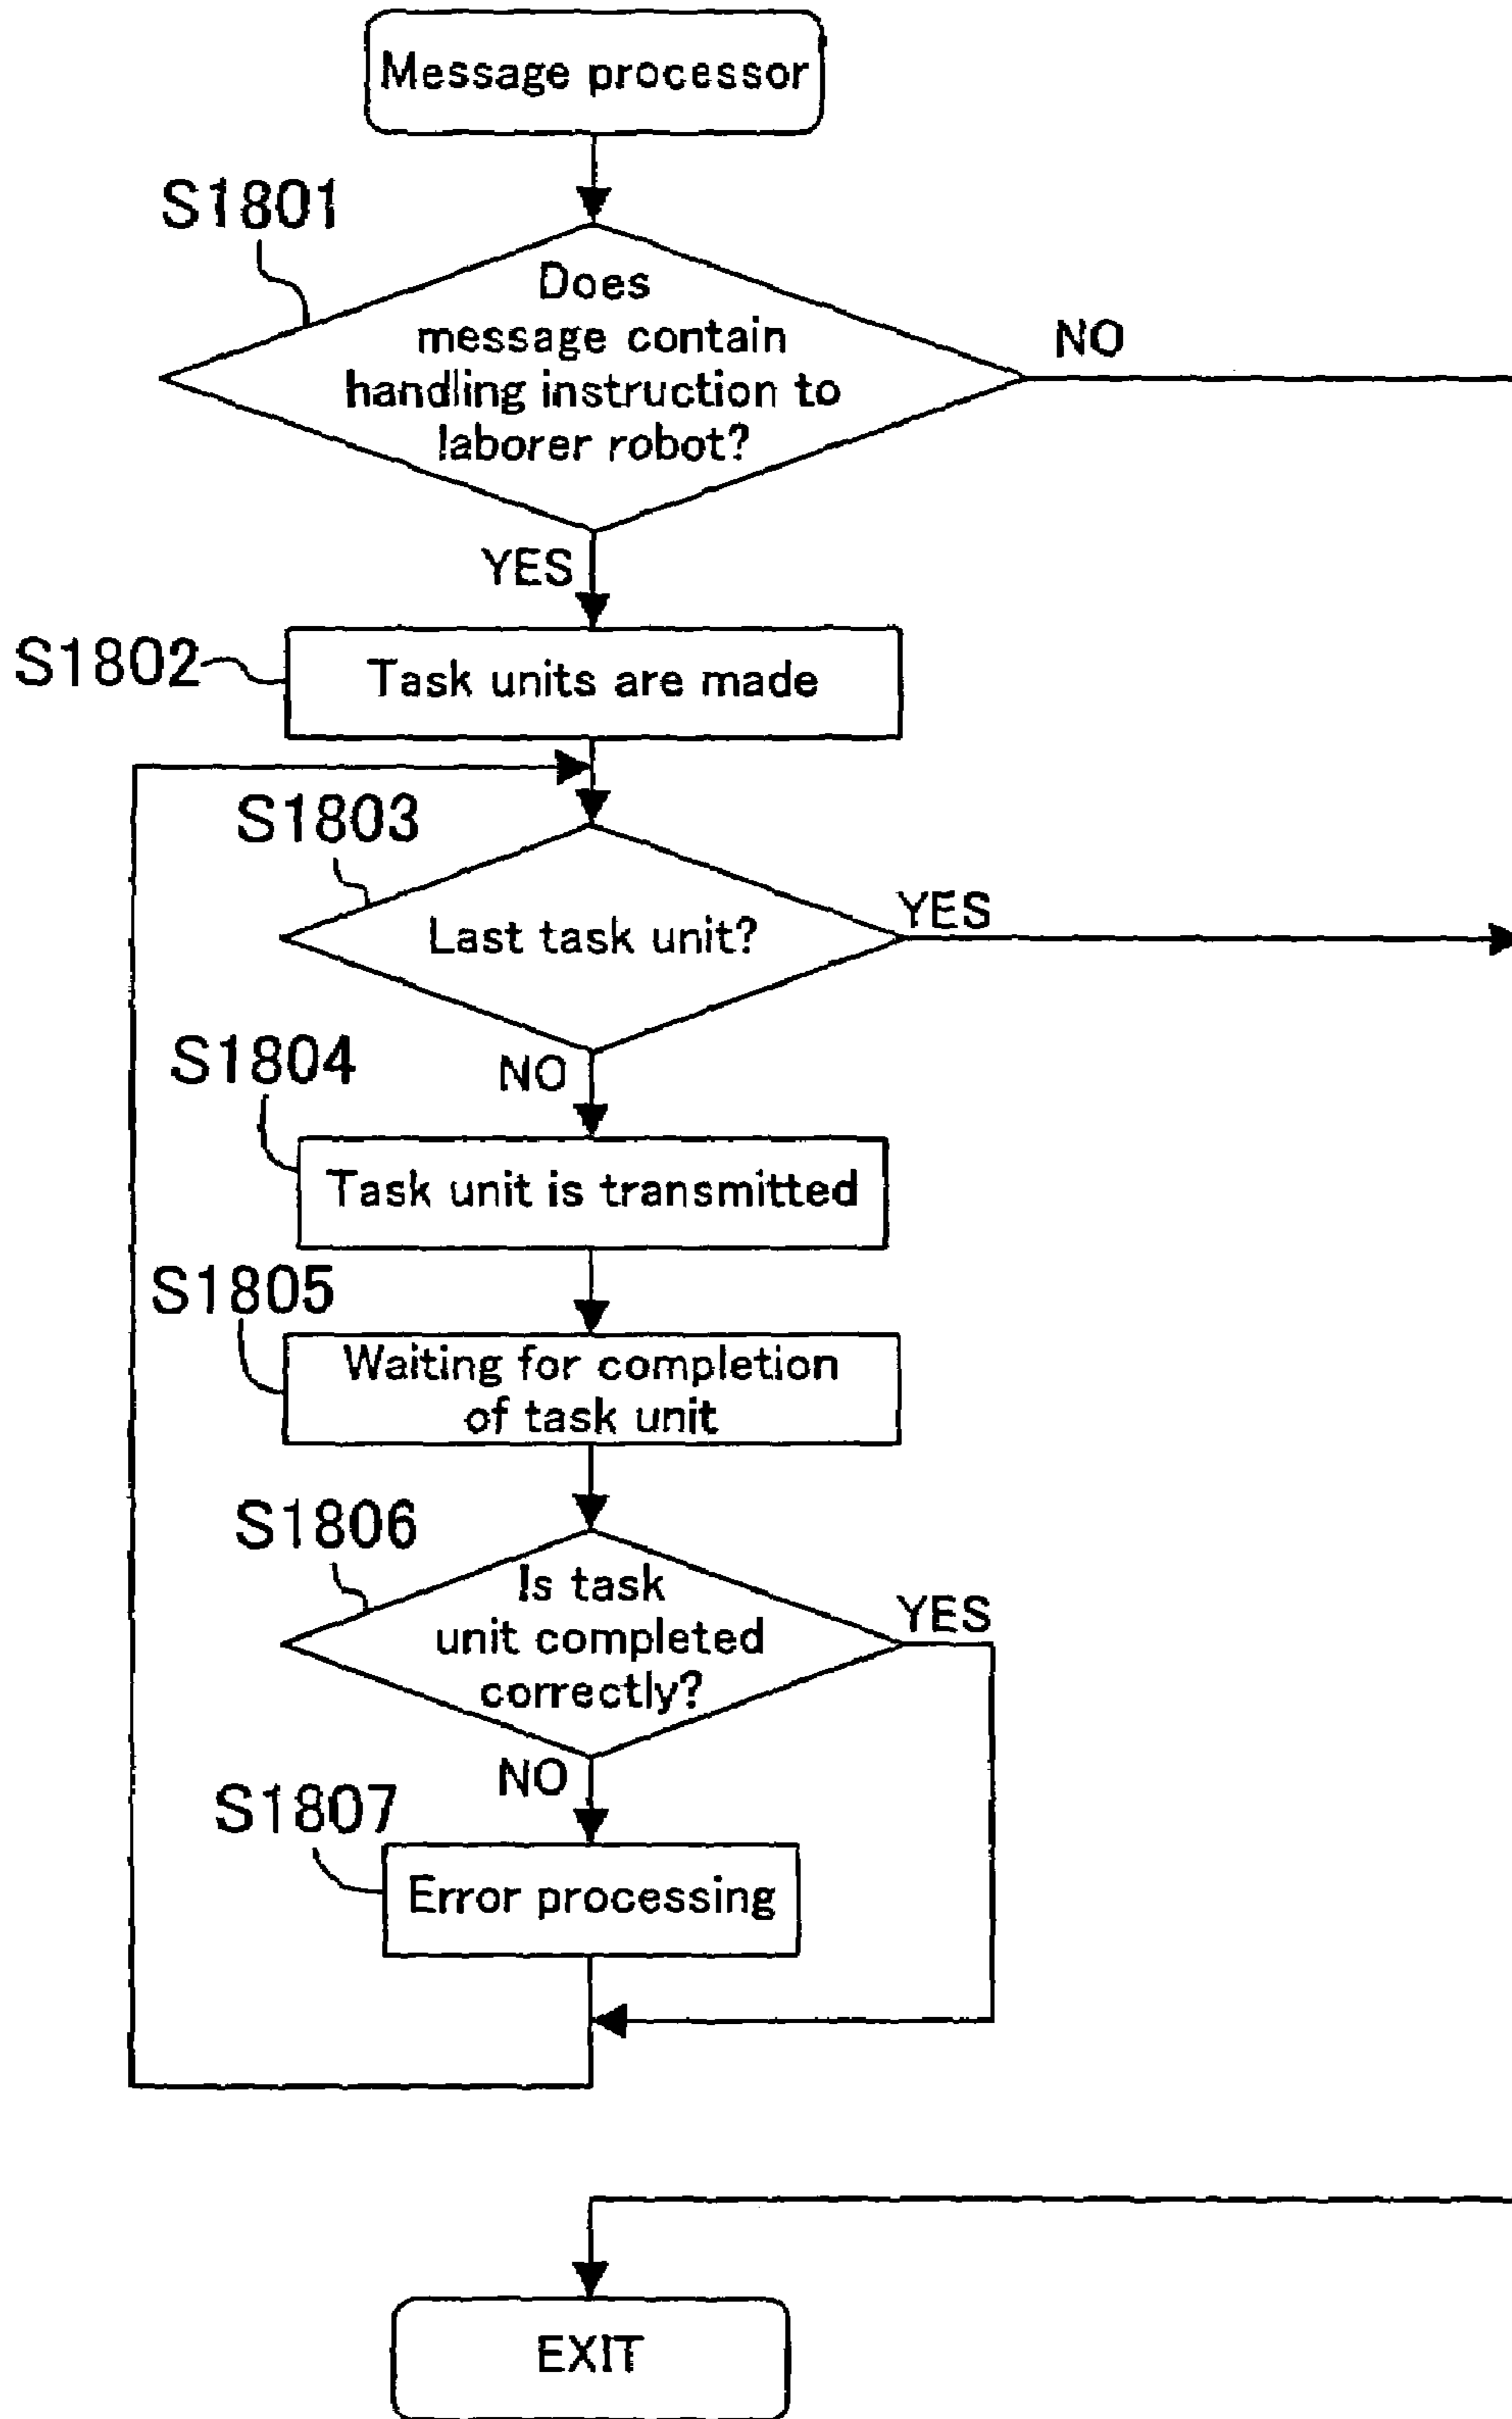 Message processor
S1801
Does
message contain
handling instruction to
laborer robot?
NO
YES
S1802
Task units are made
S1803
Last task unit?
YES
NO
S1804
Task unit is transmitted
S1805
Waiting for completion
of task unit
S1806
Is task
unit completed
correctly?
YES
NO
S1807
Error processing
EXIT